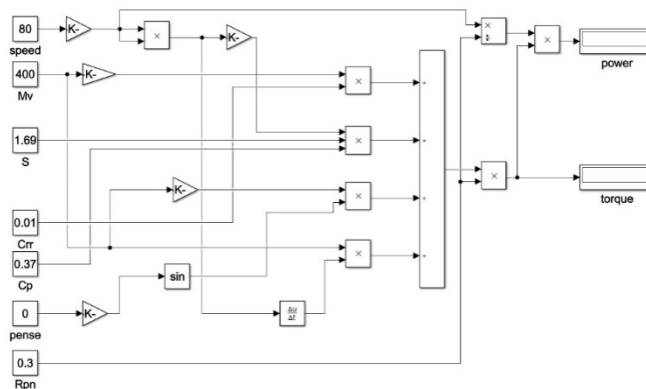 80
K-
×
K-
speed
×
÷
×
power
400
K-
×
+
Mv
1.69
S
×
+
×
torque
K-
×
+
0.01
Crr
×
+
0.37
Cp
sin
0
K-
Δu
Δt
pense
0.3
Rpn